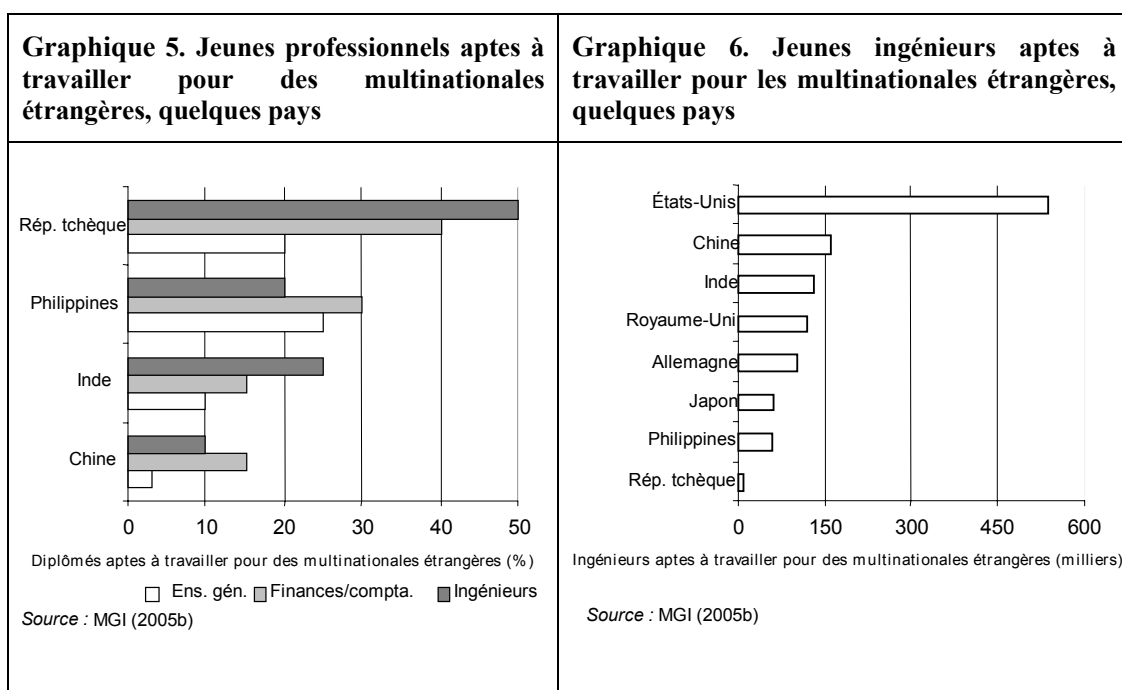 Graphique 5. Jeunes professionnels aptes à
travailler pour des multinationales
étrangères, quelques pays
Rép. tchèque
Philippines
Inde
Chine
0 10 20 30 40 50
Diplômés aptes à travailler pour des multinationales étrangères (%)
Ens. gén. Finances/compta. Ingénieurs
Source : MGI (2005b)
Graphique 6. Jeunes ingénieurs aptes à
travailler pour les multinationales étrangères,
quelques pays
États-Unis
Chine
Inde
Royaume-Uni
Allemagne
Japon
Philippines
Rép. tchèque
0 150 300 450 600
Ingénieurs aptes à travailler pour des multinationales étrangères (milliers)
Source : MGI (2005b)